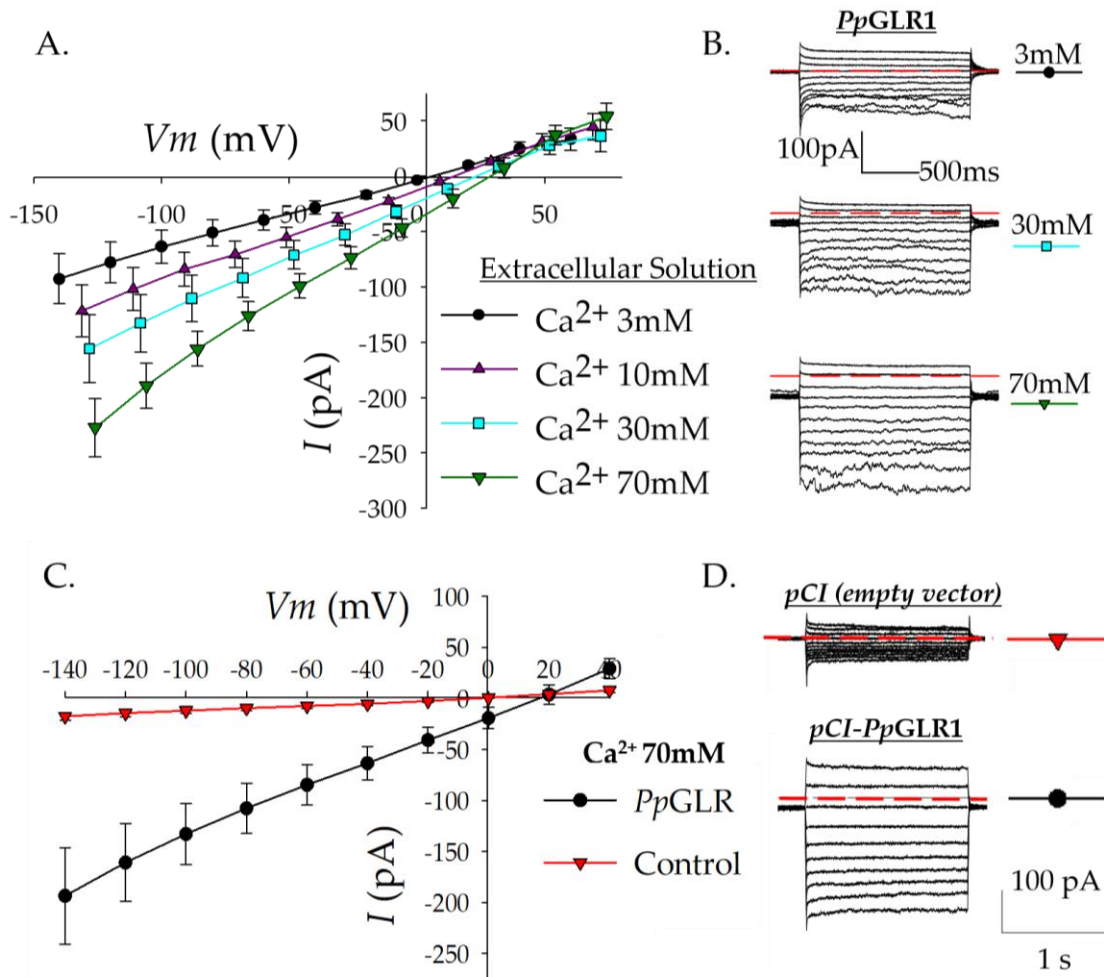 A.
Vm (mV)
50
0
-150
-100
-50
50
-50
-100
-150
-200
-250
-300
I (pA)
Extracellular Solution
Ca2+ 3mM
Ca2+ 10mM
Ca2+ 30mM
Ca2+ 70mM
B.
PpGLR1
3mM
100pA
500ms
30mM
70mM
C.
Vm (mV)
100
50
-140 -120 -100 -80 -60 -40 -20 0 20 40
0
-50
-100
-150
-200
-250
I (pA)
Ca2+ 70mM
PpGLR
Control
D.
pCI (empty vector)
pCI-PpGLR1
100 pA
1 s